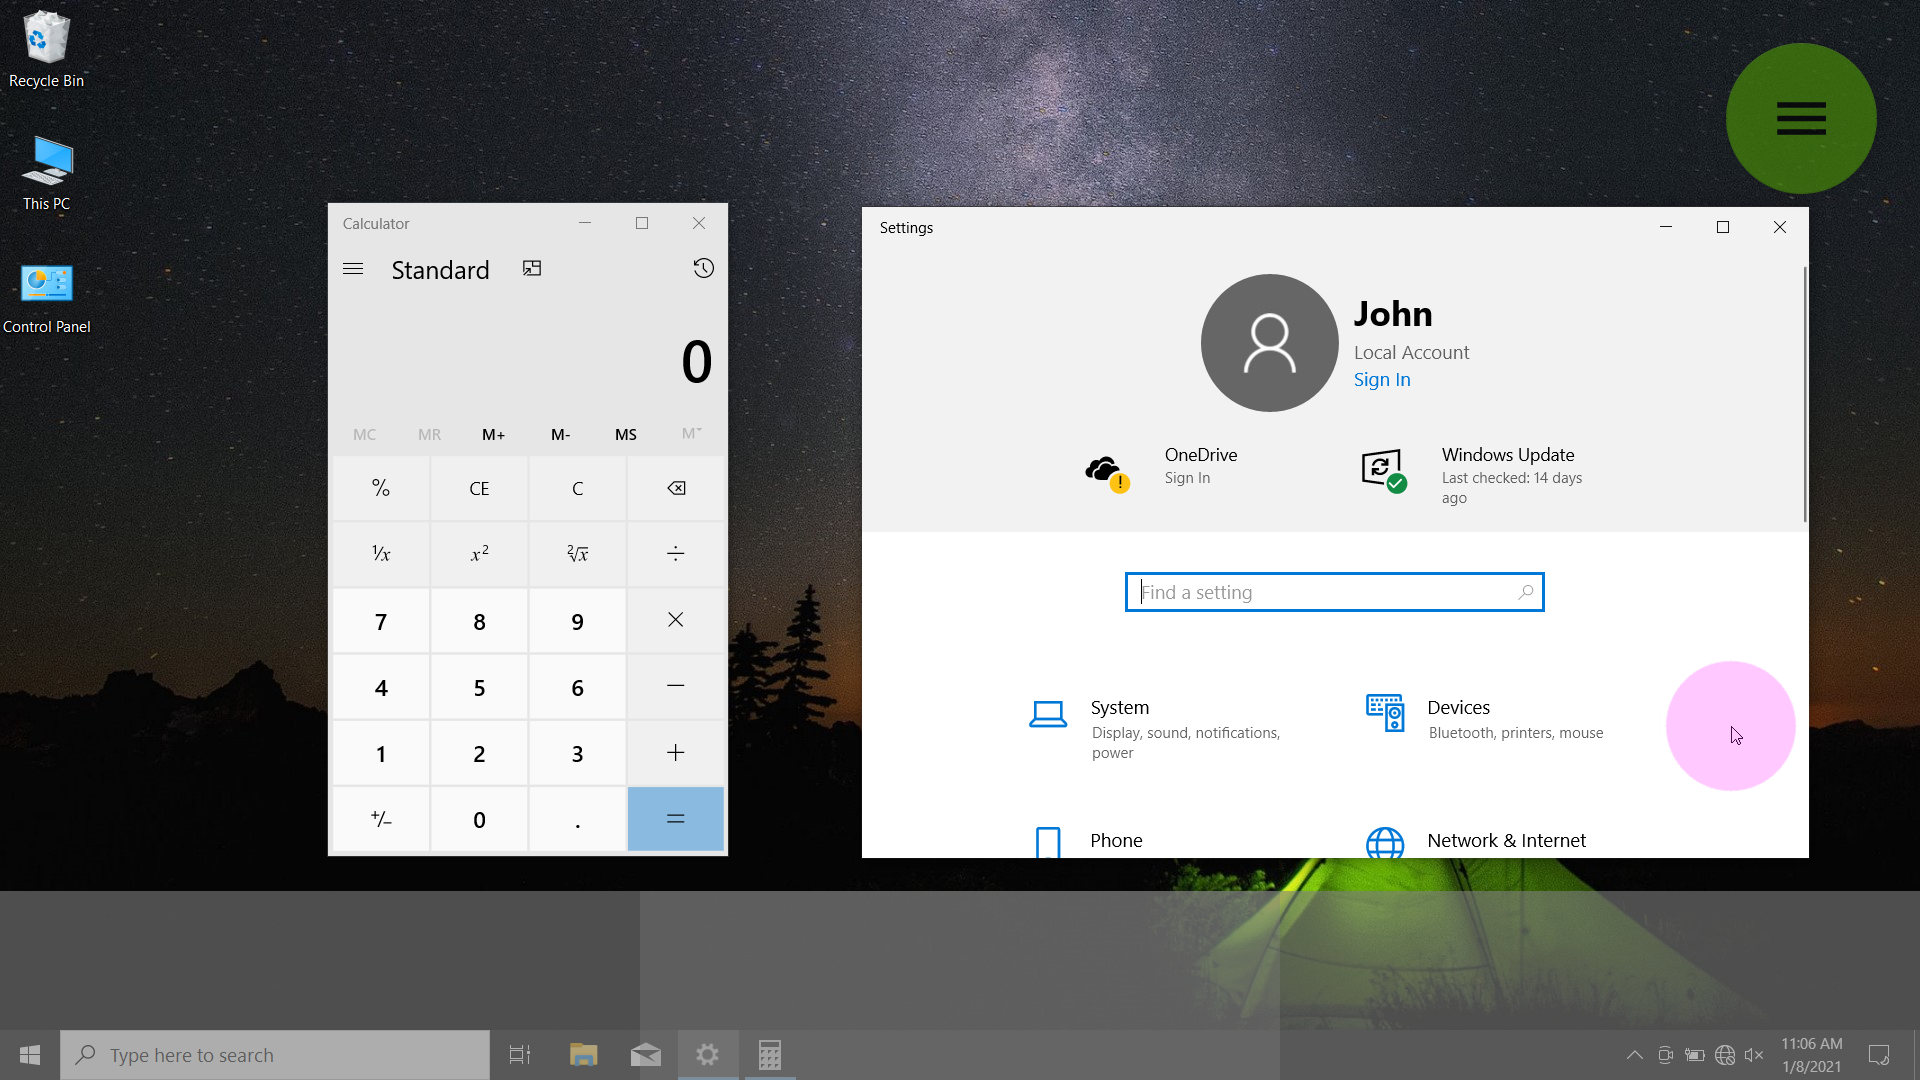 Recycle Bin
This PC
Control Panel
Calculator
Standard
0
MC MR M+ M- MS M˅
% CE C
¹/x x² ²√x ÷
7 8 9 ×
4 5 6 −
1 2 3 +
+/− 0 . =
Settings
John
Local Account
Sign In
OneDrive
Sign In
Windows Update
Last checked: 14 days
ago
Find a setting
System
Display, sound, notifications,
power
Devices
Bluetooth, printers, mouse
Phone
Network & Internet
Type here to search
11:06 AM
1/8/2021